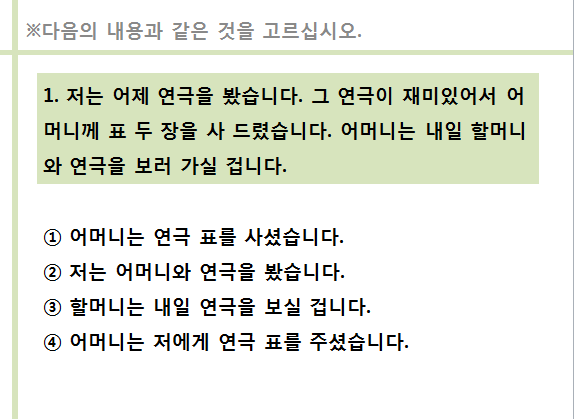 ※다음의 내용과 같은 것을 고르십시오.
1. 저는 어제 연극을 봤습니다. 그 연극이 재미있어서 어
머니께 표 두 장을 사 드렸습니다. 어머니는 내일 할머니
와 연극을 보러 가실 겁니다.
① 어머니는 연극 표를 사셨습니다.
② 저는 어머니와 연극을 봤습니다.
③ 할머니는 내일 연극을 보실 겁니다.
④ 어머니는 저에게 연극 표를 주셨습니다.